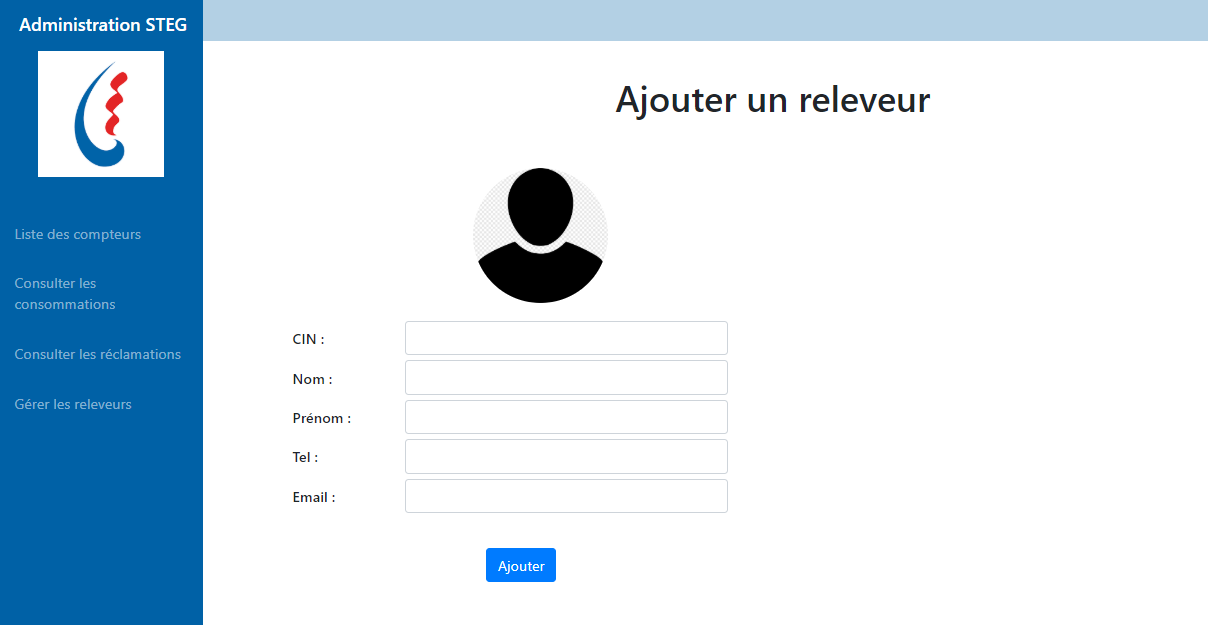 Administration STEG
Liste des compteurs
Consulter les
consommations
Consulter les réclamations
Gérer les releveurs
Ajouter un releveur
CIN :
Nom :
Prénom :
Tel :
Email :
Ajouter